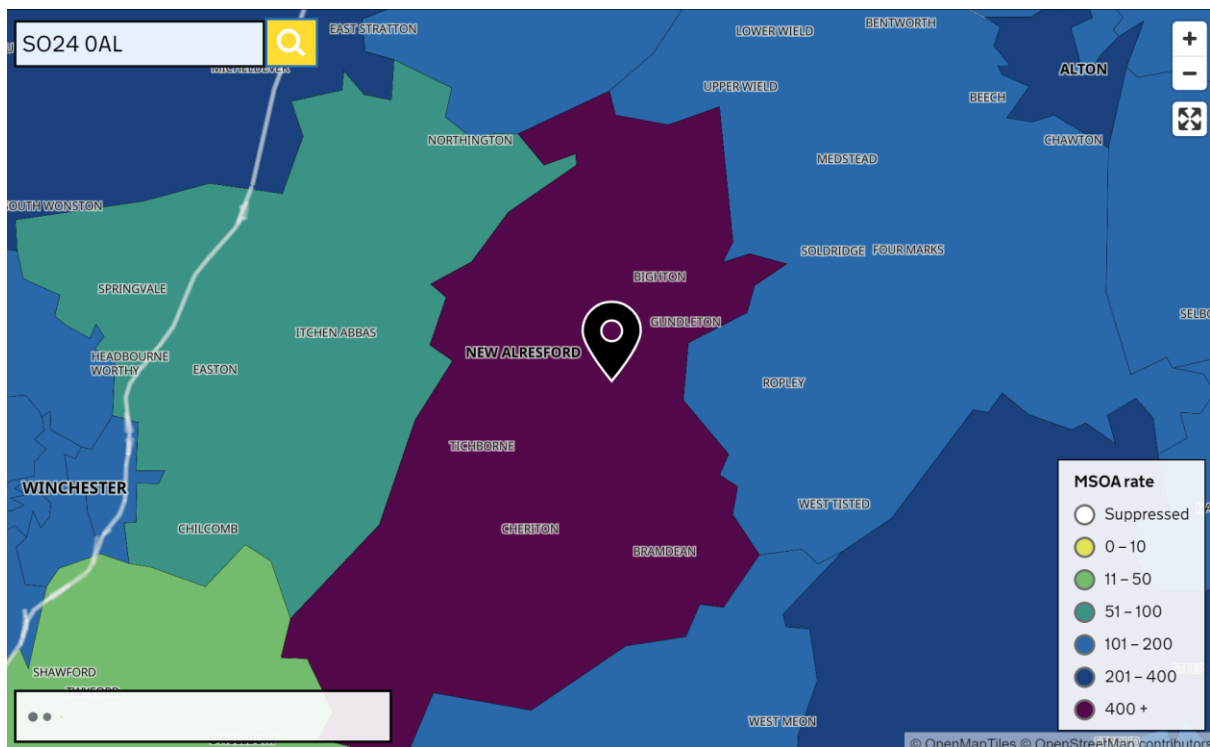 SO24 0AL
EAST STRATTON
LOWER WIELD
BENTWORTH
+
MICHELDEVER
ALTON
−
UPPER WIELD
BEECH
NORTHINGTON
CHAWTON
MEDSTEAD
SOUTH WONSTON
SOLDRIDGE
FOUR MARKS
BIGHTON
SPRINGVALE
GUNDLETON
ITCHEN ABBAS
NEW ALRESFORD
HEADBOURNE
WORTHY
EASTON
ROPLEY
TICHBORNE
WINCHESTER
WEST TISTED
CHILCOMB
CHERITON
BRAMDEAN
MSOA rate
Suppressed
0 – 10
11 – 50
51 – 100
101 – 200
201 – 400
400 +
SHAWFORD
TWYFORD
WEST MEON
© OpenMapTiles © OpenStreetMap contributors